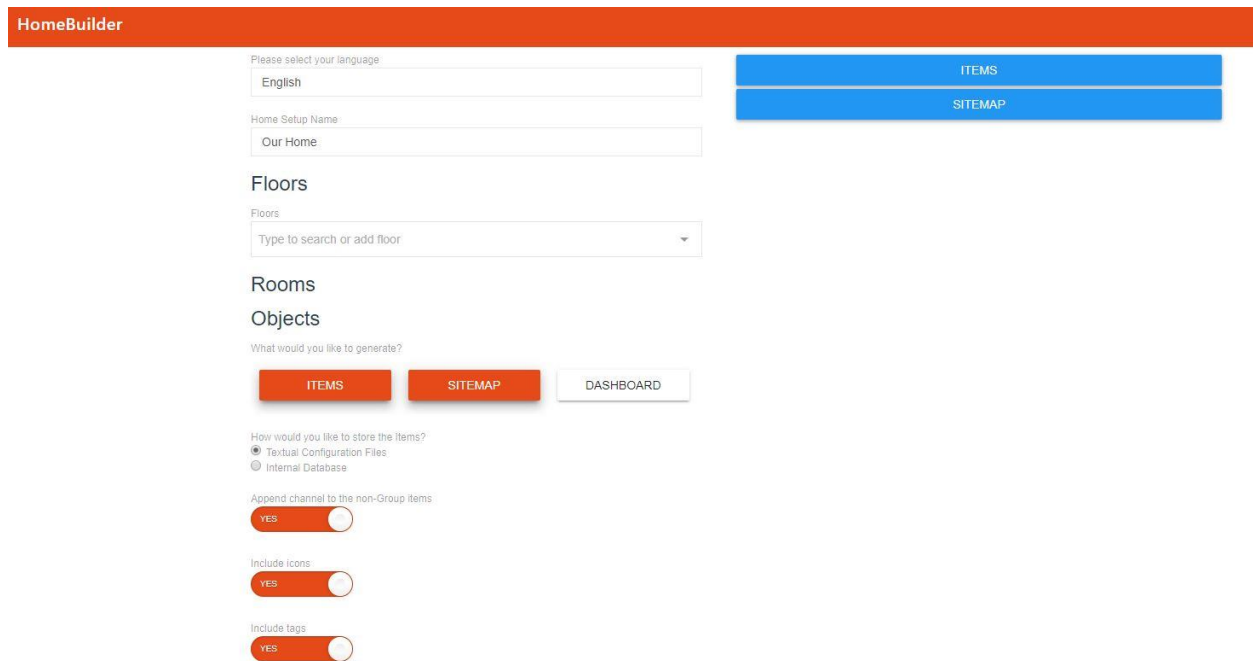 HomeBuilder
Please select your language
English
Home Setup Name
Our Home
Floors
Floors
Type to search or add floor
Rooms
Objects
What would you like to generate?
ITEMS SITEMAP DASHBOARD
How would you like to store the Items?
Textual Configuration Files
Internal Database
Append channel to the non-Group items
YES
Include icons
YES
Include tags
YES
ITEMS
SITEMAP